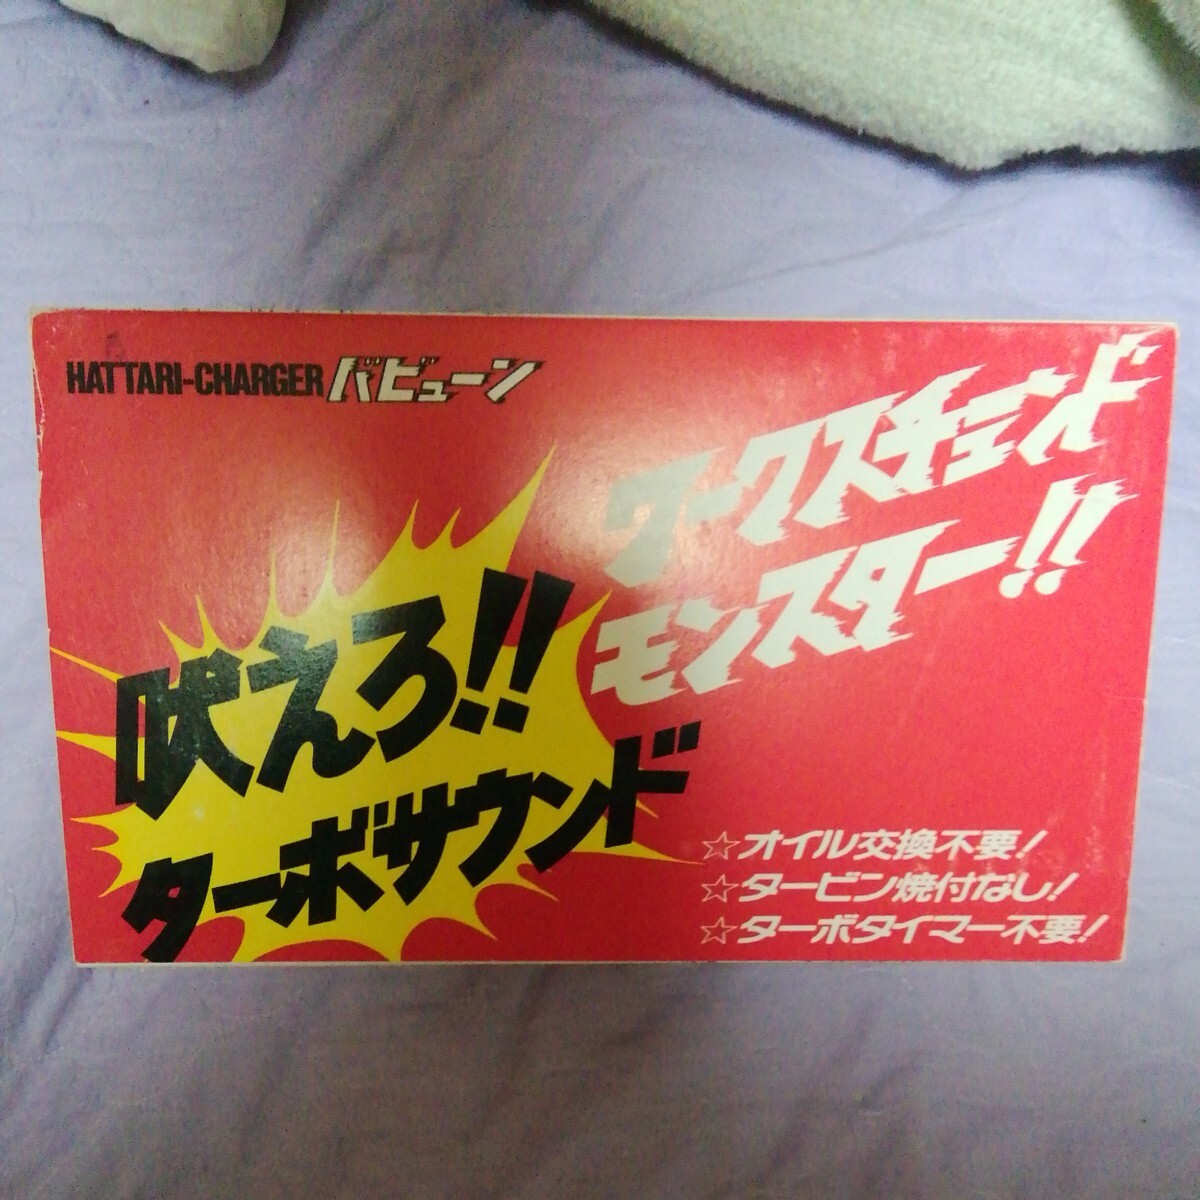 HATTARI-CHARGER バビューン
ワークスチューンド
モンスター!!
吠えろ!!
ターボサウンド
☆オイル交換不要!
☆タービン焼付なし!
☆ターボタイマー不要!